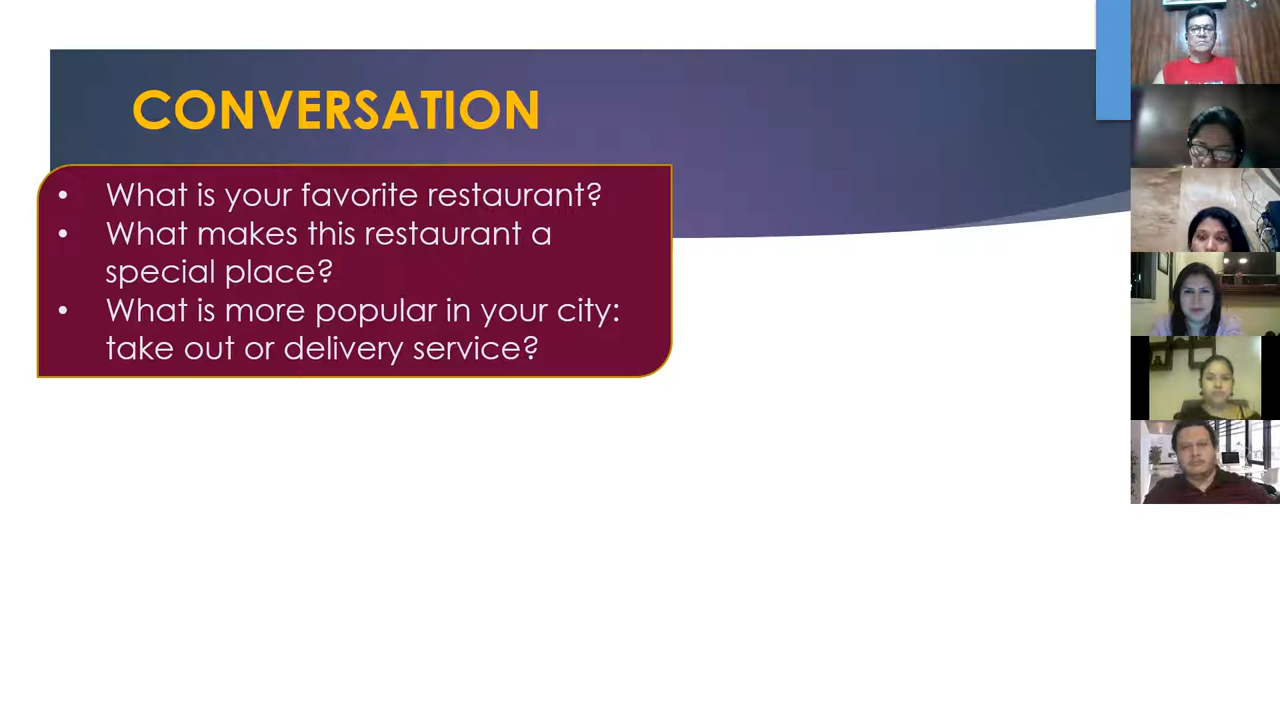 CONVERSATION
• What is your favorite restaurant?
• What makes this restaurant a
special place?
• What is more popular in your city:
take out or delivery service?